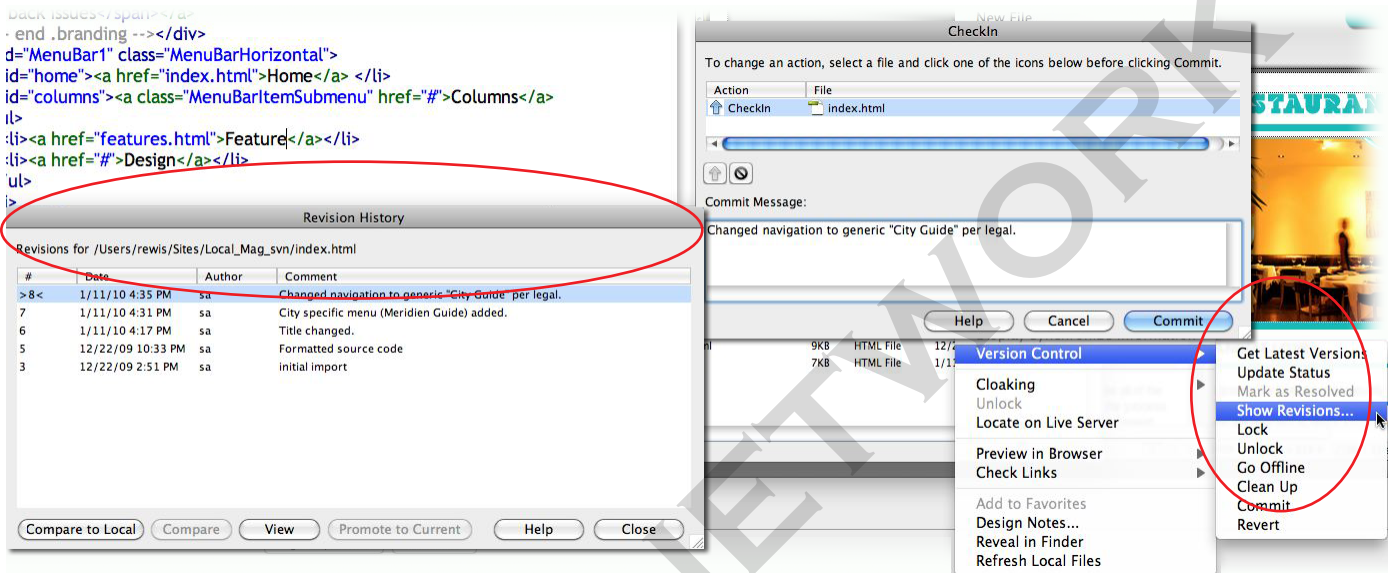 back issues</span></a>
- end .branding --></div>
d="MenuBar1" class="MenuBarHorizontal">
id="home"><a href="index.html">Home</a> </li>
id="columns"><a class="MenuBarItemSubmenu" href="#">Columns</a>
ul>
<li><a href="features.html">Feature</a></li>
<li><a href="#">Design</a></li>
/ul>
i>
Revision History
Revisions for /Users/rewis/Sites/Local_Mag_svn/index.html
# Date Author Comment
>8< 1/11/10 4:35 PM sa Changed navigation to generic "City Guide" per legal.
7 1/11/10 4:31 PM sa City specific menu (Meridien Guide) added.
6 1/11/10 4:17 PM sa Title changed.
5 12/22/09 10:33 PM sa Formatted source code
3 12/22/09 2:51 PM sa initial import
Compare to Local Compare View Promote to Current Help Close
New File
CheckIn
To change an action, select a file and click one of the icons below before clicking Commit.
Action File
CheckIn index.html
Commit Message:
Changed navigation to generic "City Guide" per legal.
Help Cancel Commit
9KB HTML File 12/2
7KB HTML File 1/1
Version Control
Cloaking
Unlock
Locate on Live Server
Preview in Browser
Check Links
Add to Favorites
Design Notes...
Reveal in Finder
Refresh Local Files
Get Latest Versions
Update Status
Mark as Resolved
Show Revisions...
Lock
Unlock
Go Offline
Clean Up
Commit
Revert
STAURA
NETWORK